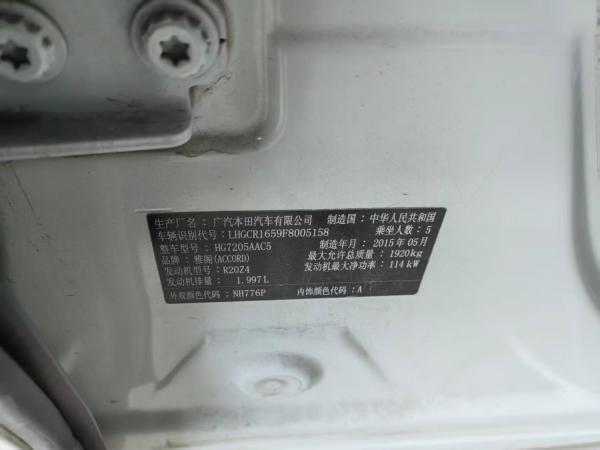 生产厂名：广汽本田汽车有限公司 制造国：中华人民共和国
车辆识别代号：LHGCR1659F8005158 乘坐人数：5
整车型号：HG7205AAC5 制造年月：2015年05月
品牌：雅阁(ACCORD) 最大允许总质量：1920kg
发动机型号：R20Z4 发动机最大净功率：114kW
发动机排量：1.997L
外观颜色代码：NH776P 内饰颜色代码：A